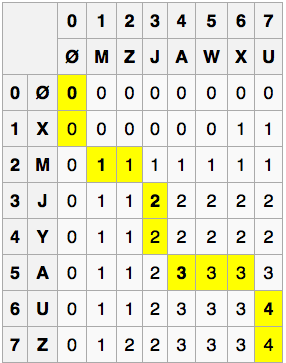 0 1 2 3 4 5 6 7
Ø M Z J A W X U
0 Ø 0 0 0 0 0 0 0 0
1 X 0 0 0 0 0 0 1 1
2 M 0 1 1 1 1 1 1 1
3 J 0 1 1 2 2 2 2 2
4 Y 0 1 1 2 2 2 2 2
5 A 0 1 1 2 3 3 3 3
6 U 0 1 1 2 3 3 3 4
7 Z 0 1 2 2 3 3 3 4